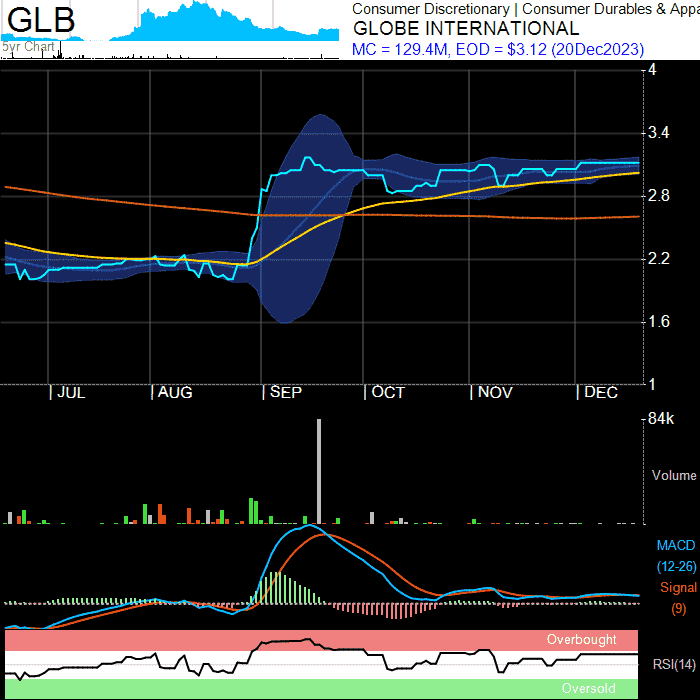 GLB
5yr Chart
Consumer Discretionary | Consumer Durables & Appa
GLOBE INTERNATIONAL
MC = 129.4M, EOD = $3.12 (20Dec2023)
4
3.4
2.8
2.2
1.6
1
| JUL | AUG | SEP | OCT | NOV | DEC
84k
Volume
MACD
(12-26)
Signal
(9)
Overbought
RSI(14)
Oversold